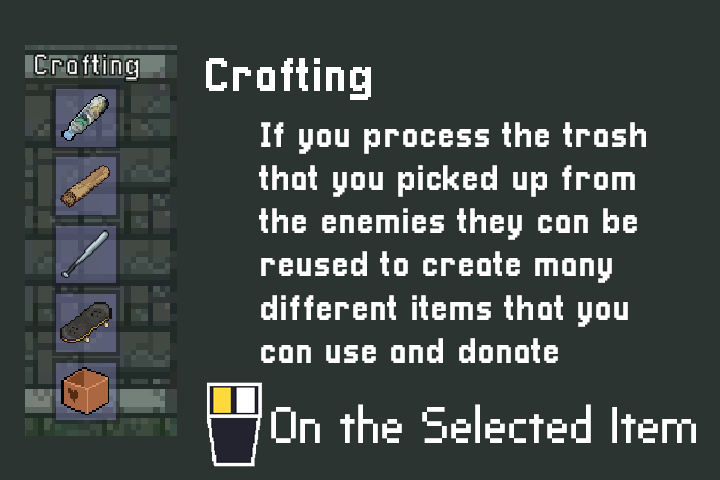 Crafting
Crafting
If you process the trash
that you picked up from
the enemies they can be
reused to create many
different items that you
can use and donate
On the Selected Item